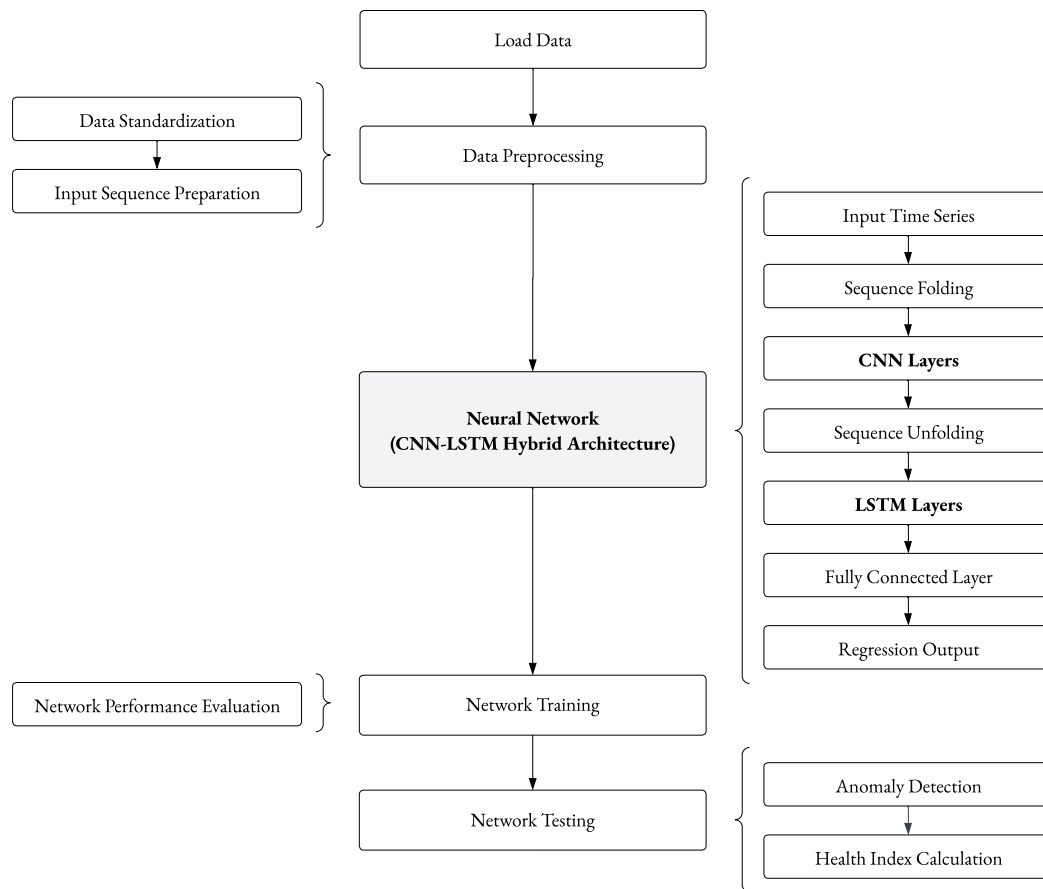 Load Data
Data Standardization
Input Sequence Preparation
Data Preprocessing
Neural Network
(CNN-LSTM Hybrid Architecture)
Input Time Series
Sequence Folding
CNN Layers
Sequence Unfolding
LSTM Layers
Fully Connected Layer
Regression Output
Network Performance Evaluation
Network Training
Network Testing
Anomaly Detection
Health Index Calculation